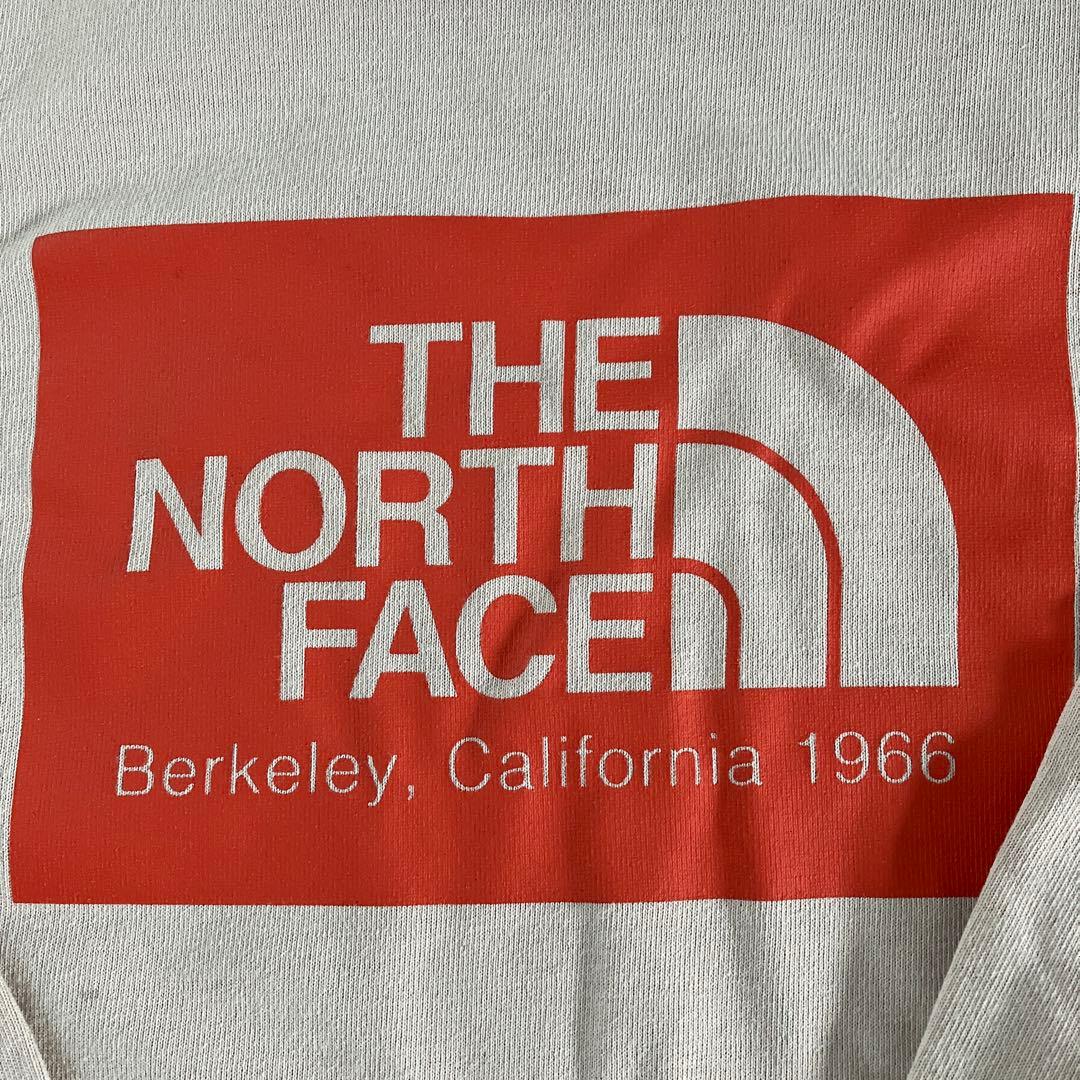 THE
NORTH
FACE
Berkeley, California 1966